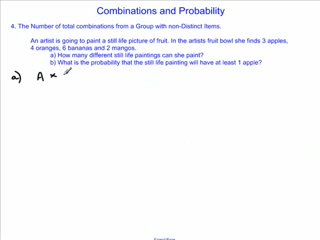 Combinations and Probability
4. The Number of total combinations from a Group with non-Distinct Items.
An artist is going to paint a still life picture of fruit. In the artists fruit bowl she finds 3 apples,
4 oranges, 6 bananas and 2 mangos.
a) How many different still life paintings can she paint?
b) What is the probability that the still life painting will have at least 1 apple?
a) A ×